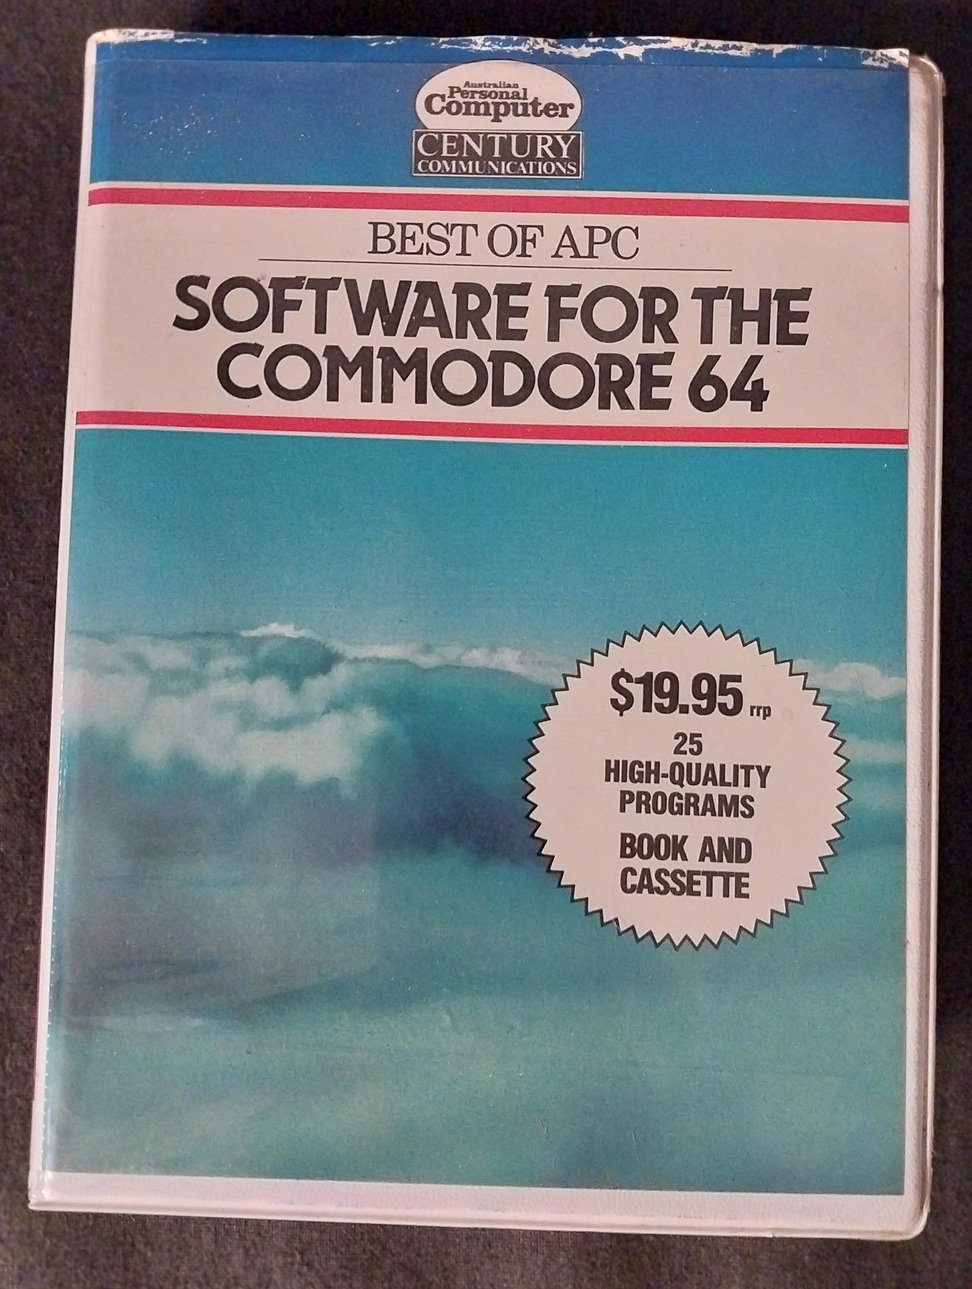 Australian
Personal
Computer
CENTURY
COMMUNICATIONS
BEST OF APC
SOFTWARE FOR THE
COMMODORE 64
$19.95 rrp
25
HIGH-QUALITY
PROGRAMS
BOOK AND
CASSETTE